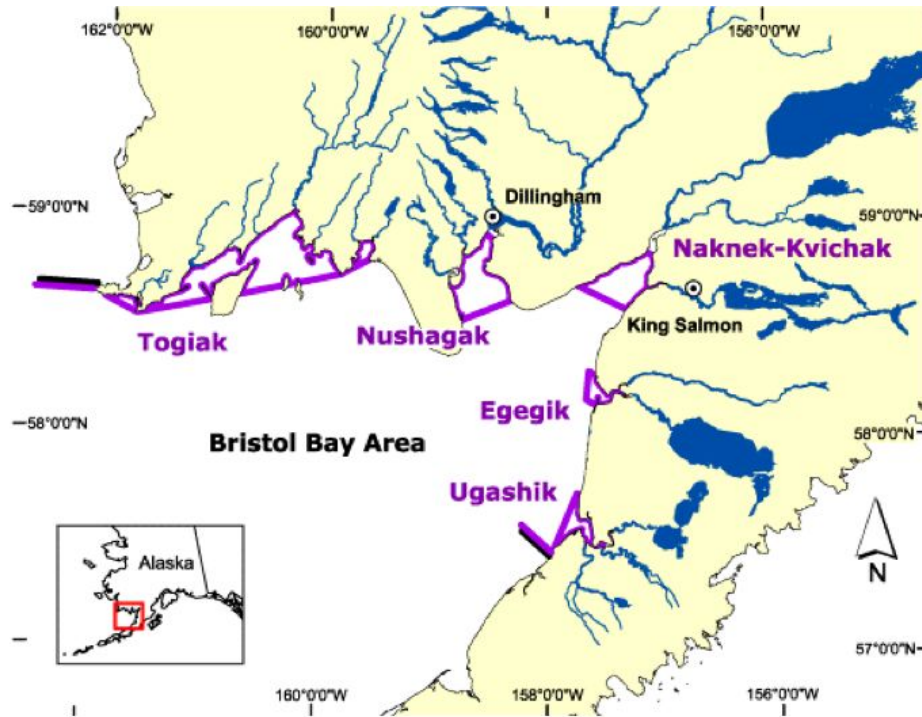 162°0'0"W
160°0'0"W
156°0'0"W
Dillingham
59°0'0"N
59°0'0"N
Naknek-Kvichak
King Salmon
Togiak
Nushagak
Egegik
58°0'0"N
58°0'0"N
Bristol Bay Area
Ugashik
Alaska
N
57°0'0"N
160°0'0"W
158°0'0"W
156°0'0"W